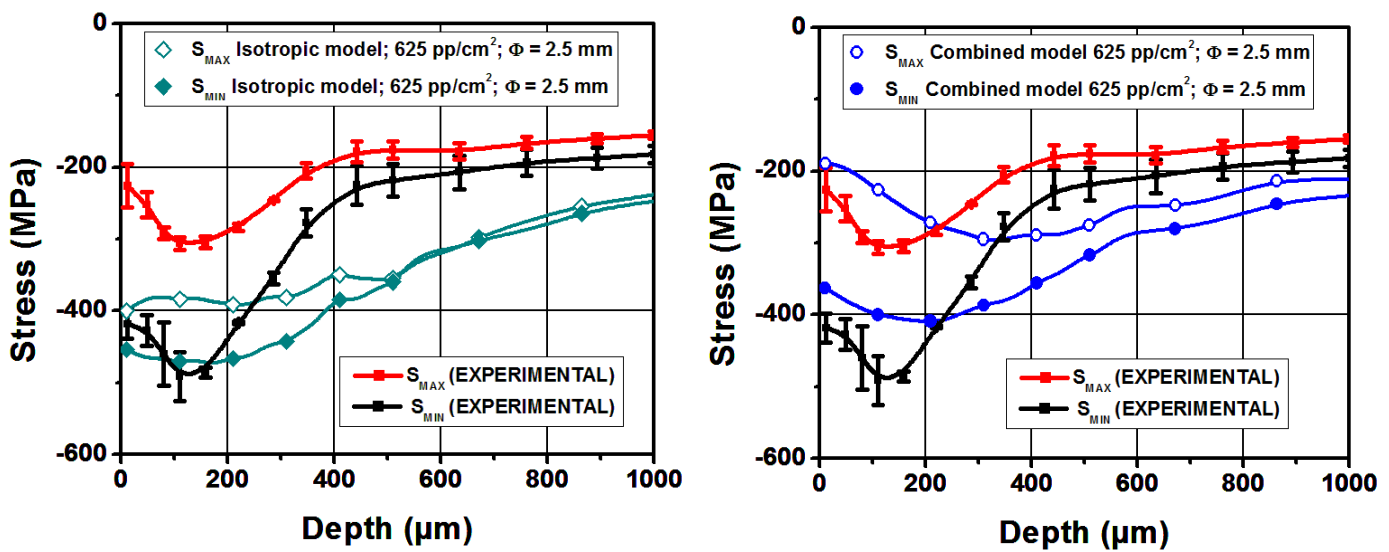 0
-200
-400
-600
Stress (MPa)
S_MAX Isotropic model; 625 pp/cm²; Φ = 2.5 mm
S_MIN Isotropic model; 625 pp/cm²; Φ = 2.5 mm
S_MAX (EXPERIMENTAL)
S_MIN (EXPERIMENTAL)
0 200 400 600 800 1000
Depth (μm)
0
-200
-400
-600
Stress (MPa)
S_MAX Combined model 625 pp/cm²; Φ = 2.5 mm
S_MIN Combined model 625 pp/cm²; Φ = 2.5 mm
S_MAX (EXPERIMENTAL)
S_MIN (EXPERIMENTAL)
0 200 400 600 800 1000
Depth (μm)